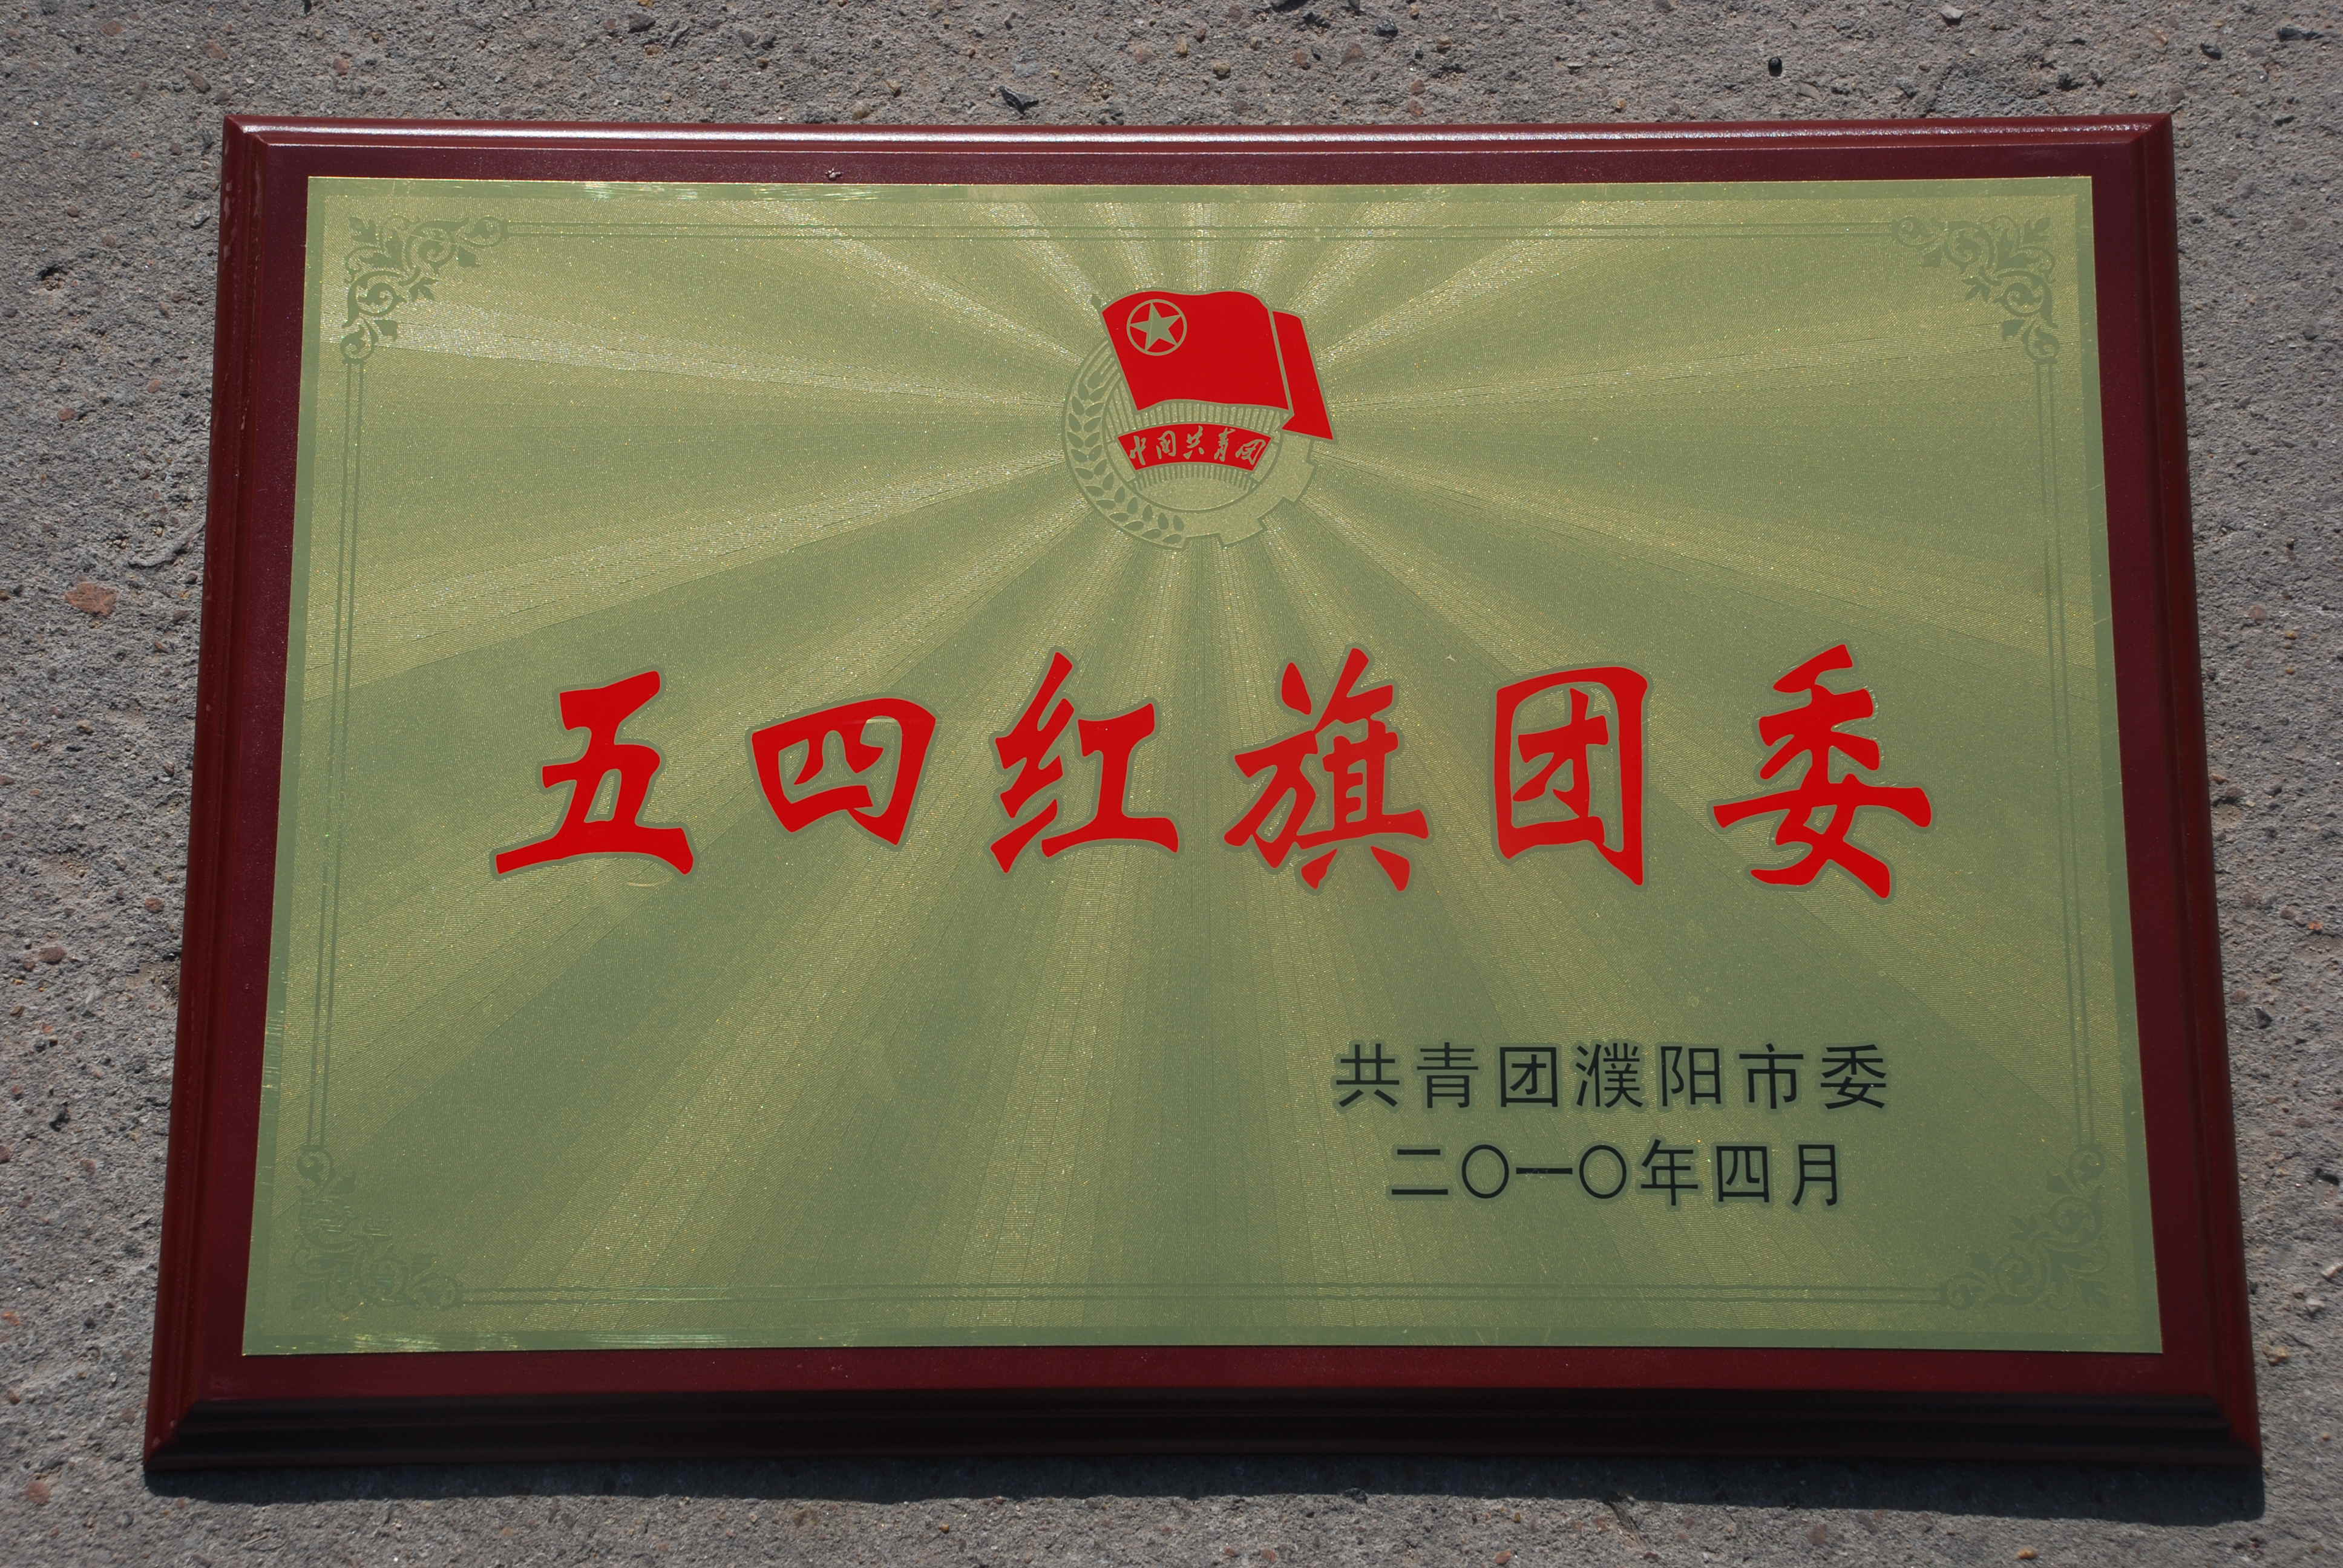 中国共青团
五四红旗团委
共青团濮阳市委
二〇一〇年四月